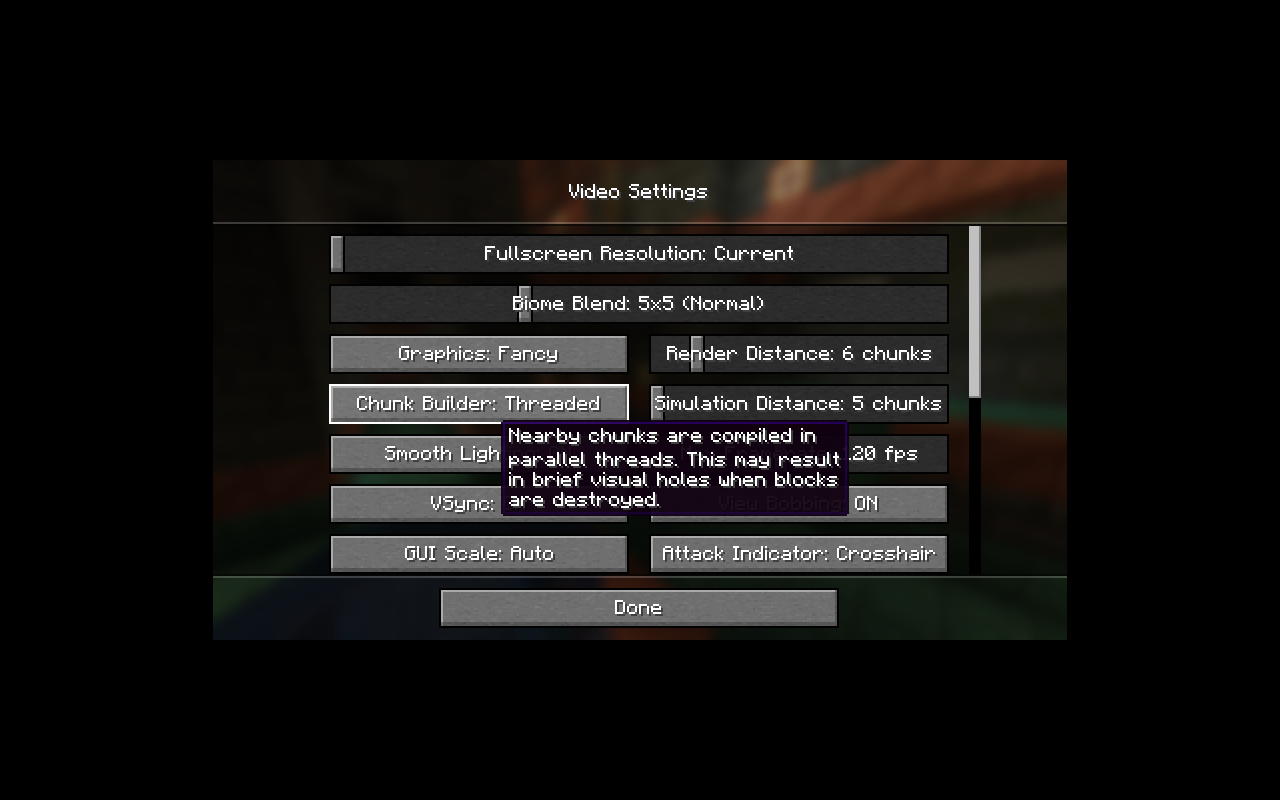 Video Settings
Fullscreen Resolution: Current
Biome Blend: 5x5 (Normal)
Graphics: Fancy
Render Distance: 6 chunks
Chunk Builder: Threaded
Simulation Distance: 5 chunks
Nearby chunks are compiled in
parallel threads. This may result
in brief visual holes when blocks
are destroyed.
Smooth
20 fps
VSync:
View Bobbing: ON
GUI Scale: Auto
Attack Indicator: Crosshair
Done